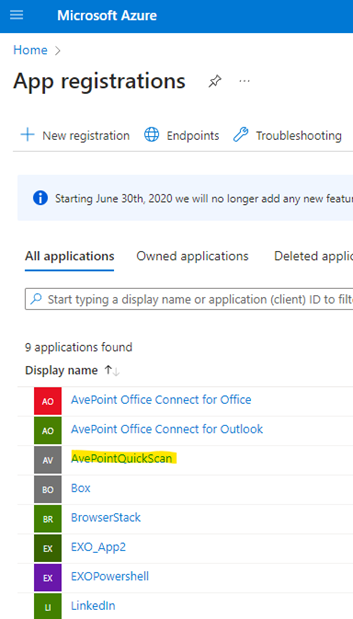 Microsoft Azure
Home >
App registrations
+ New registration Endpoints Troubleshooting
Starting June 30th, 2020 we will no longer add any new
All applications Owned applications Deleted
Start typing a display name or application (client) ID to
9 applications found
Display name ↑↓
AO AvePoint Office Connect for Office
AO AvePoint Office Connect for Outlook
AV AvePointQuickScan
BO Box
BR BrowserStack
EX EXO_App2
EX EXOPowershell
LI LinkedIn